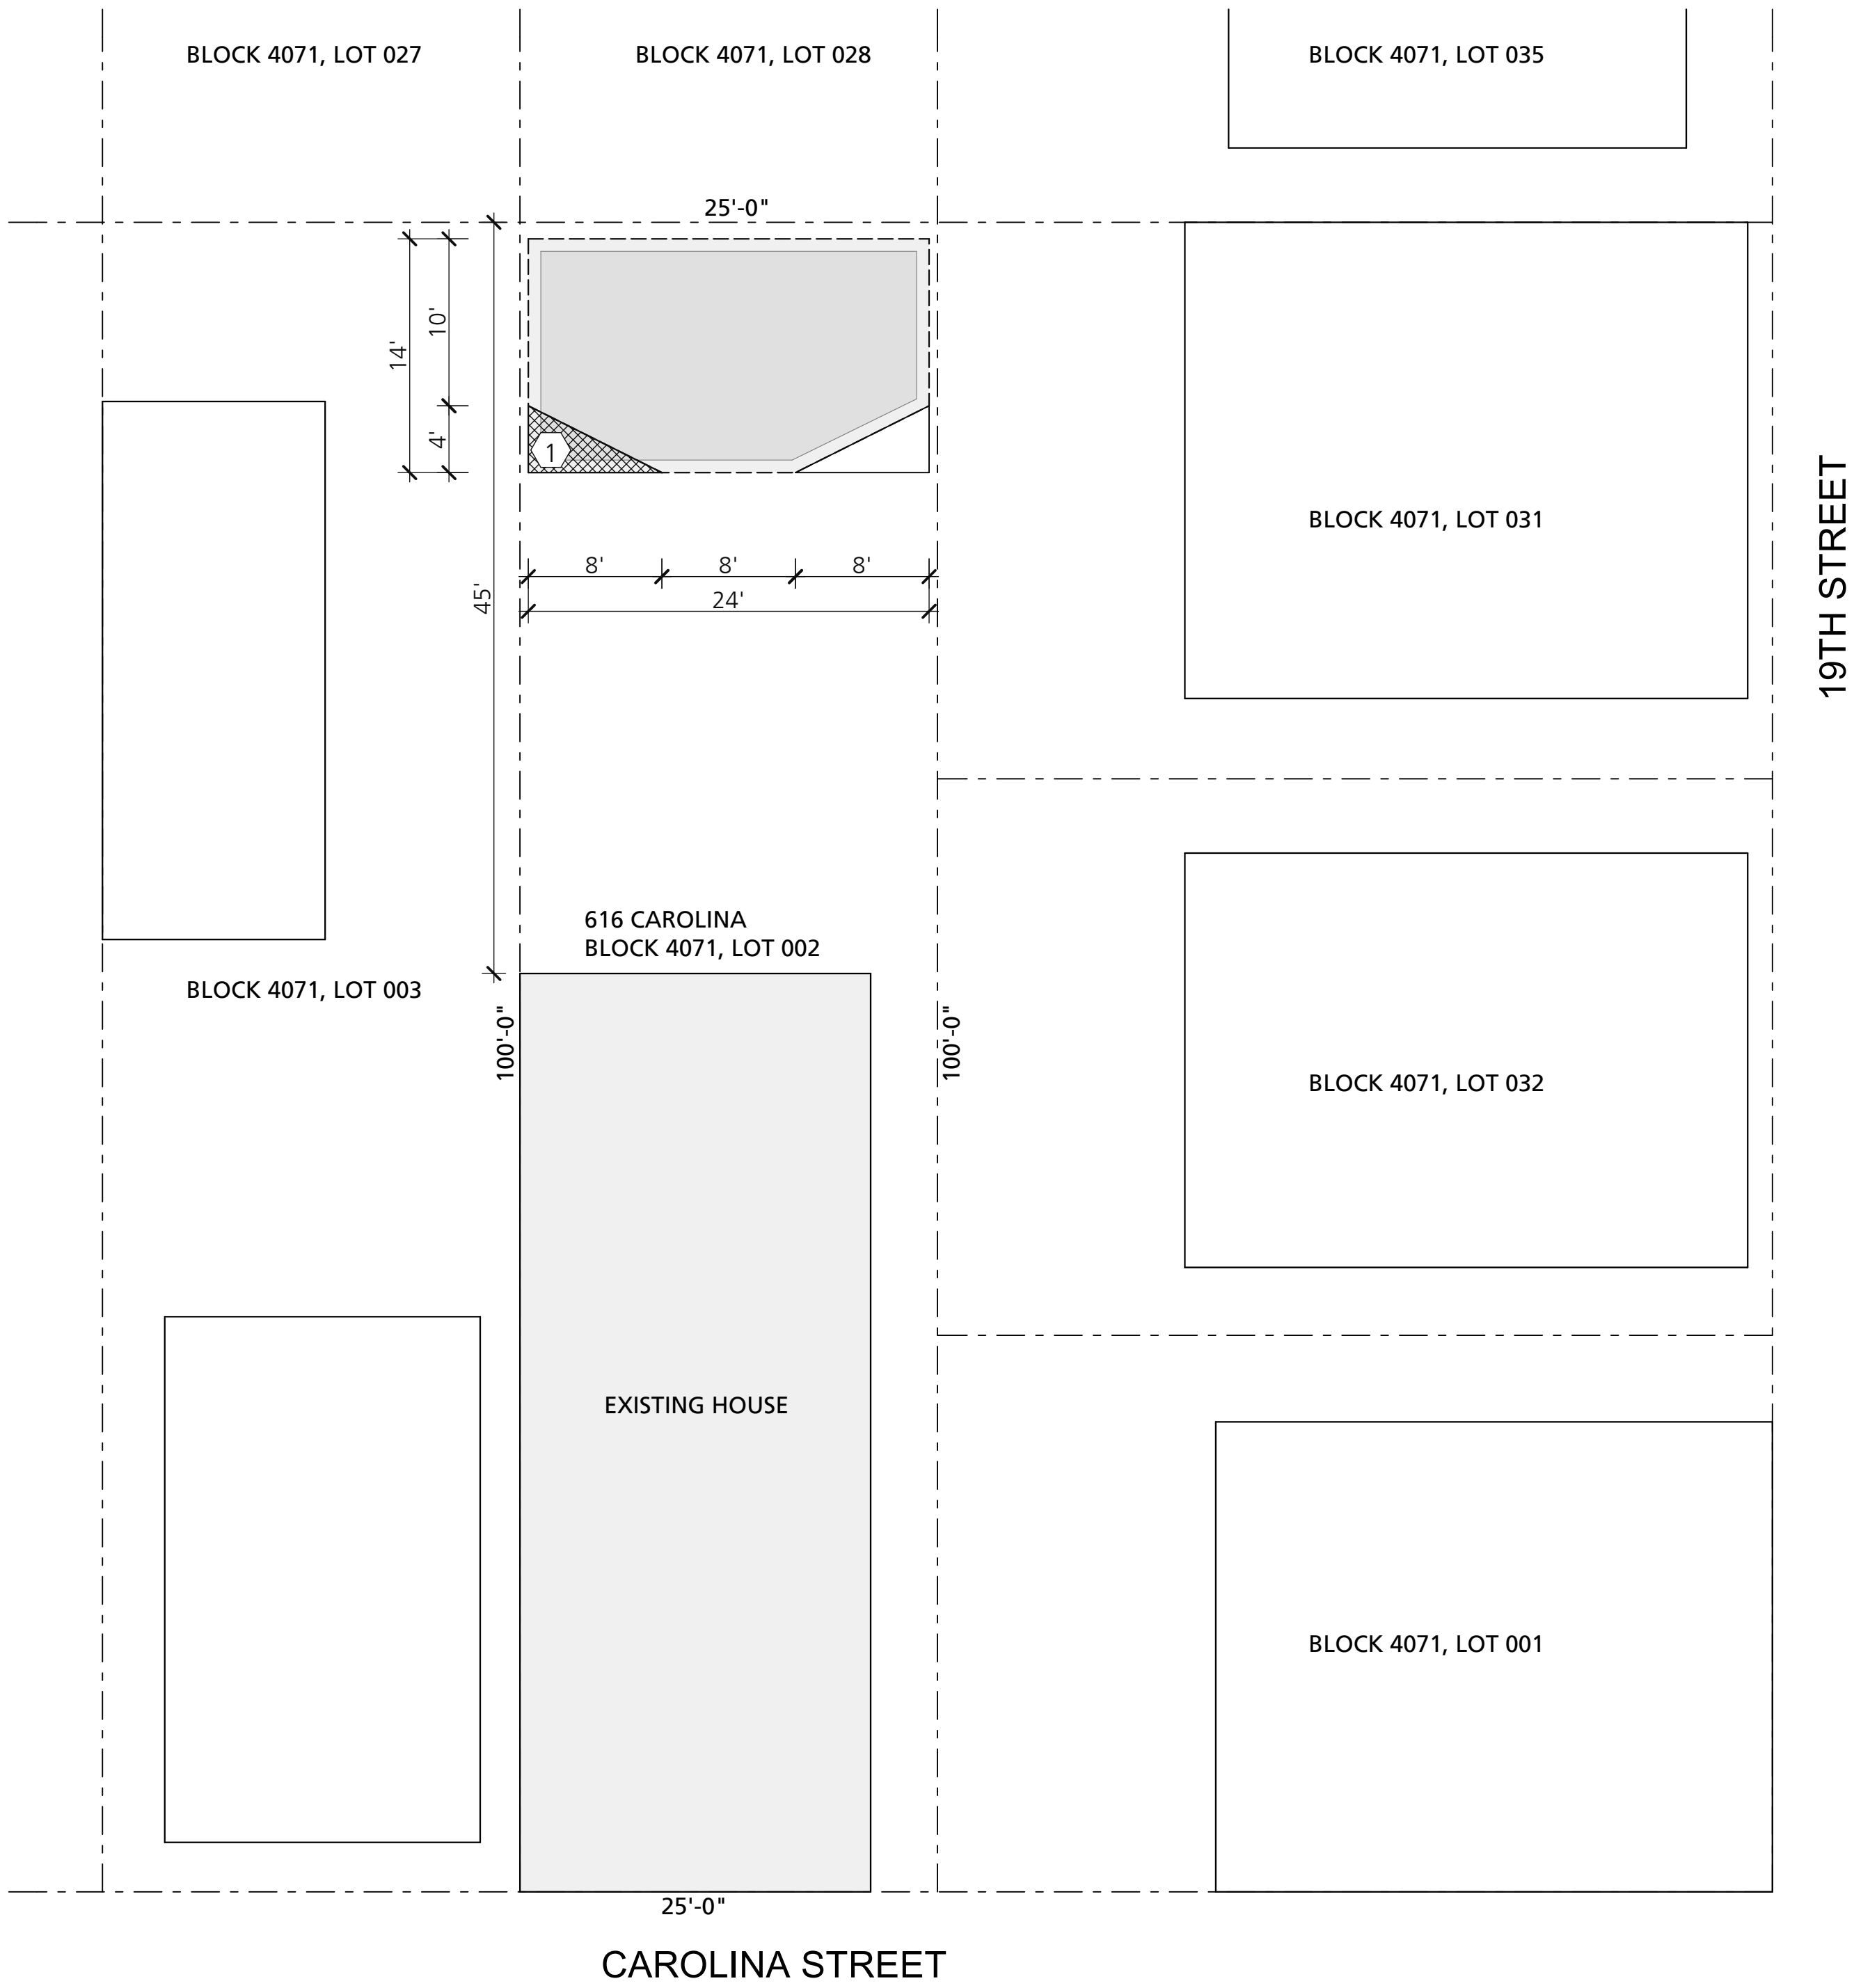 BLOCK 4071, LOT 027
BLOCK 4071, LOT 028
BLOCK 4071, LOT 035
25'-0"
10'
14'
4'
1
BLOCK 4071, LOT 031
19TH STREET
8'
8'
8'
45'
24'
616 CAROLINA
BLOCK 4071, LOT 002
BLOCK 4071, LOT 003
100'-0"
100'-0"
BLOCK 4071, LOT 032
EXISTING HOUSE
BLOCK 4071, LOT 001
25'-0"
CAROLINA STREET